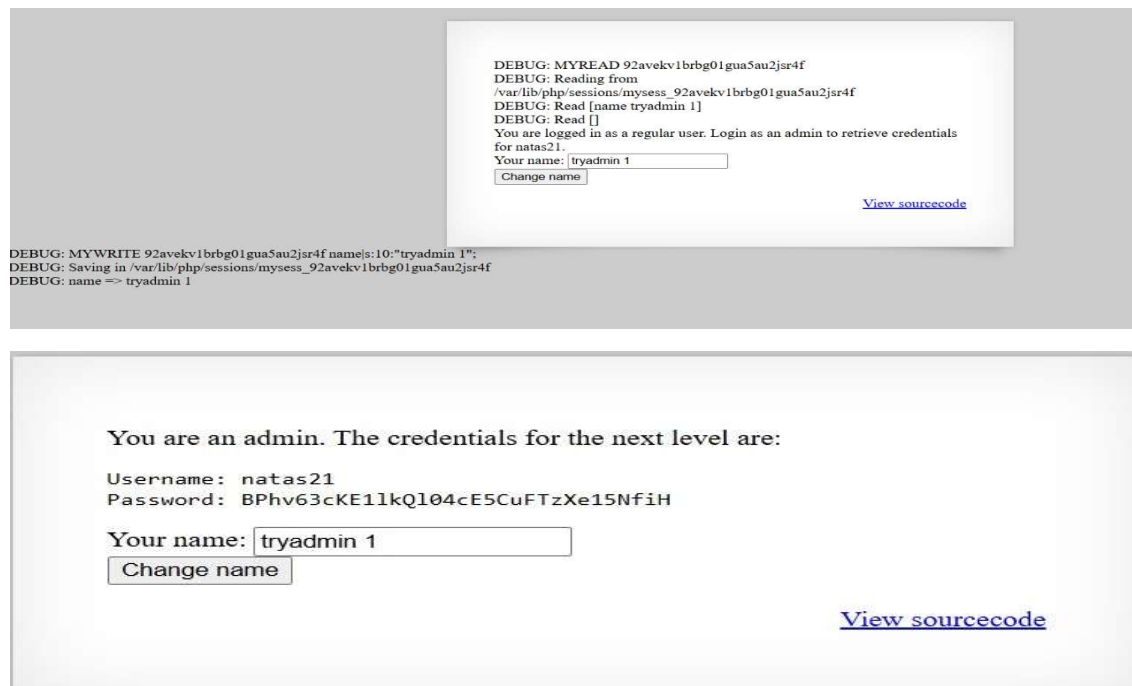 DEBUG: MYREAD 92avekv1brbg01gua5au2jsr4f
DEBUG: Reading from
/var/lib/php/sessions/mysess_92avekv1brbg01gua5au2jsr4f
DEBUG: Read [name tryadmin 1]
DEBUG: Read []
You are logged in as a regular user. Login as an admin to retrieve credentials
for natas21.
Your name: tryadmin 1
Change name
View sourcecode
DEBUG: MYWRITE 92avekv1brbg01gua5au2jsr4f name|s:10:"tryadmin 1";
DEBUG: Saving in /var/lib/php/sessions/mysess_92avekv1brbg01gua5au2jsr4f
DEBUG: name => tryadmin 1
You are an admin. The credentials for the next level are:
Username: natas21
Password: BPhv63cKE1lkQl04cE5CuFTzXe15NfiH
Your name: tryadmin 1
Change name
View sourcecode